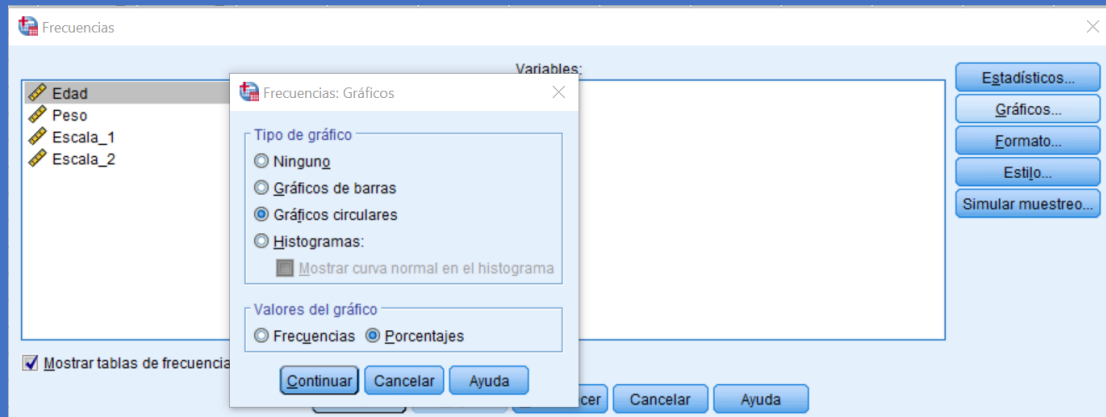 Frecuencias
Variables:
Edad
Peso
Escala_1
Escala_2
Estadísticos...
Gráficos...
Formato...
Estilo...
Simular muestreo...
Frecuencias: Gráficos
Tipo de gráfico
Ninguno
Gráficos de barras
Gráficos circulares
Histogramas:
Mostrar curva normal en el histograma
Valores del gráfico
Frecuencias Porcentajes
Continuar Cancelar Ayuda
Mostrar tablas de frecuencia
cer Cancelar Ayuda